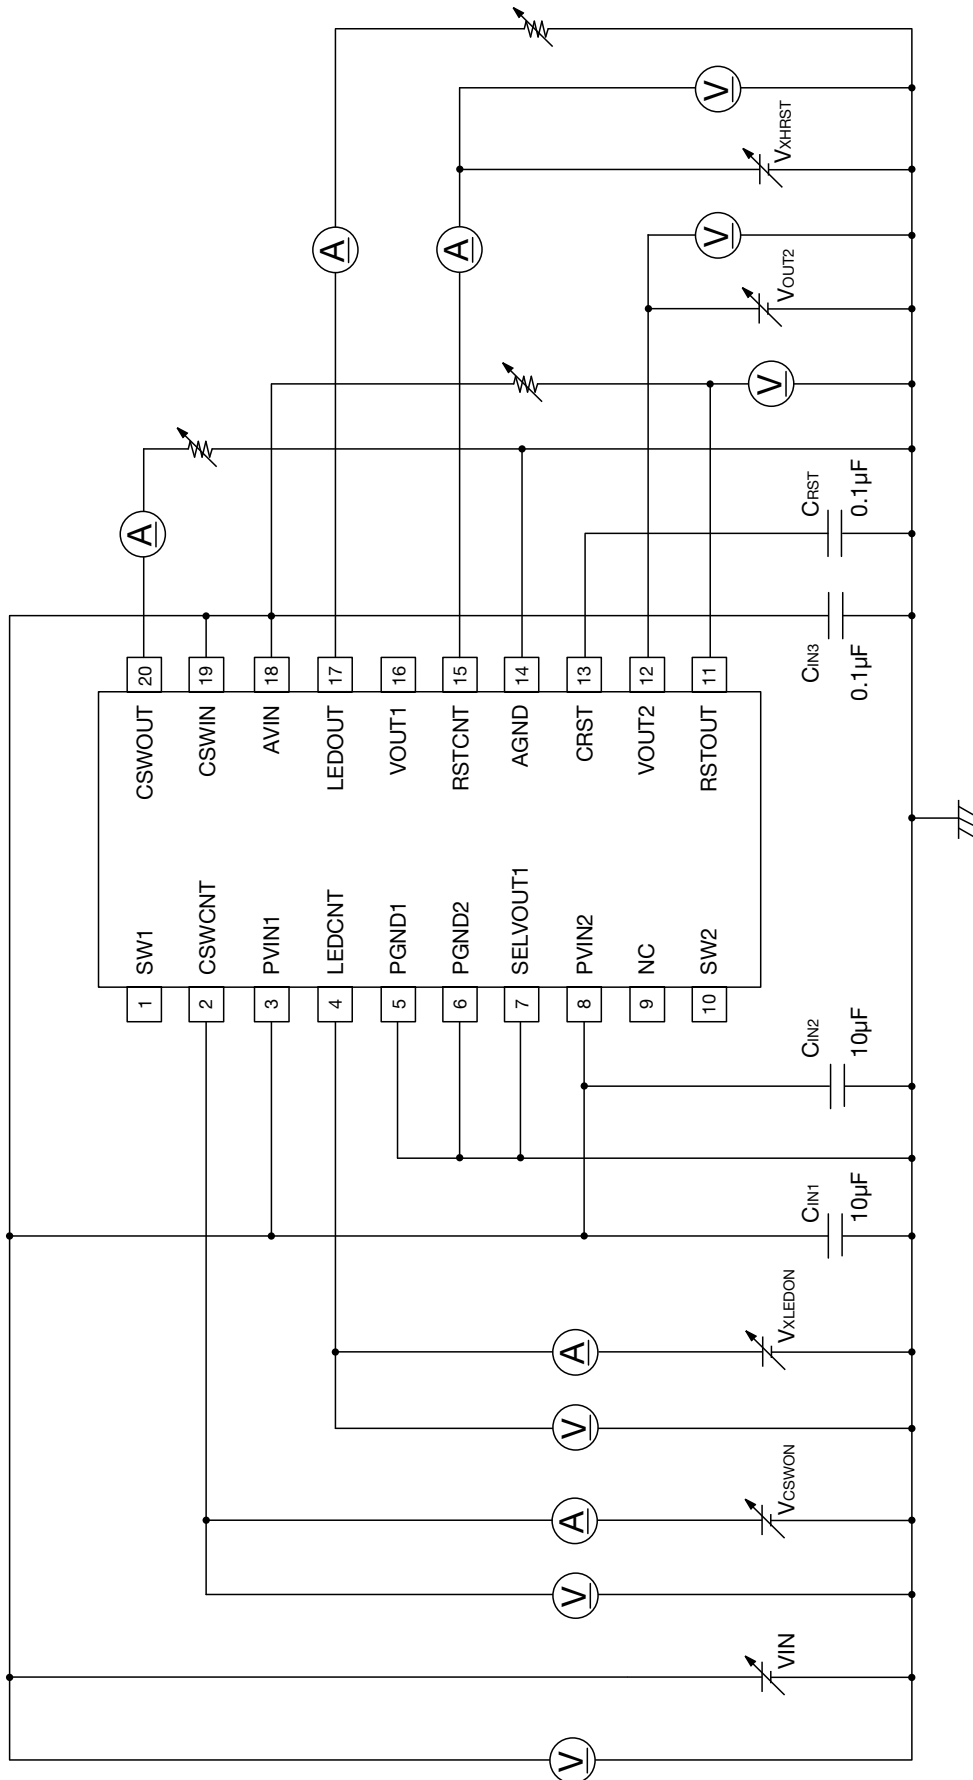 V
VIN
V
A
VCSWON
V
A
VXLEDON
CIN1
10µF
CIN2
10µF
1
2
3
4
5
6
7
8
9
10
SW1
CSWCNT
PVIN1
LEDCNT
PGND1
PGND2
SELVOUT1
PVIN2
NC
SW2
CSWOUT
CSWIN
AVIN
LEDOUT
VOUT1
RSTCNT
AGND
CRST
VOUT2
RSTOUT
20
19
18
17
16
15
14
13
12
11
CIN3
0.1µF
CRST
0.1µF
A
V
VOUT2
V
A
A
VXHRST
V